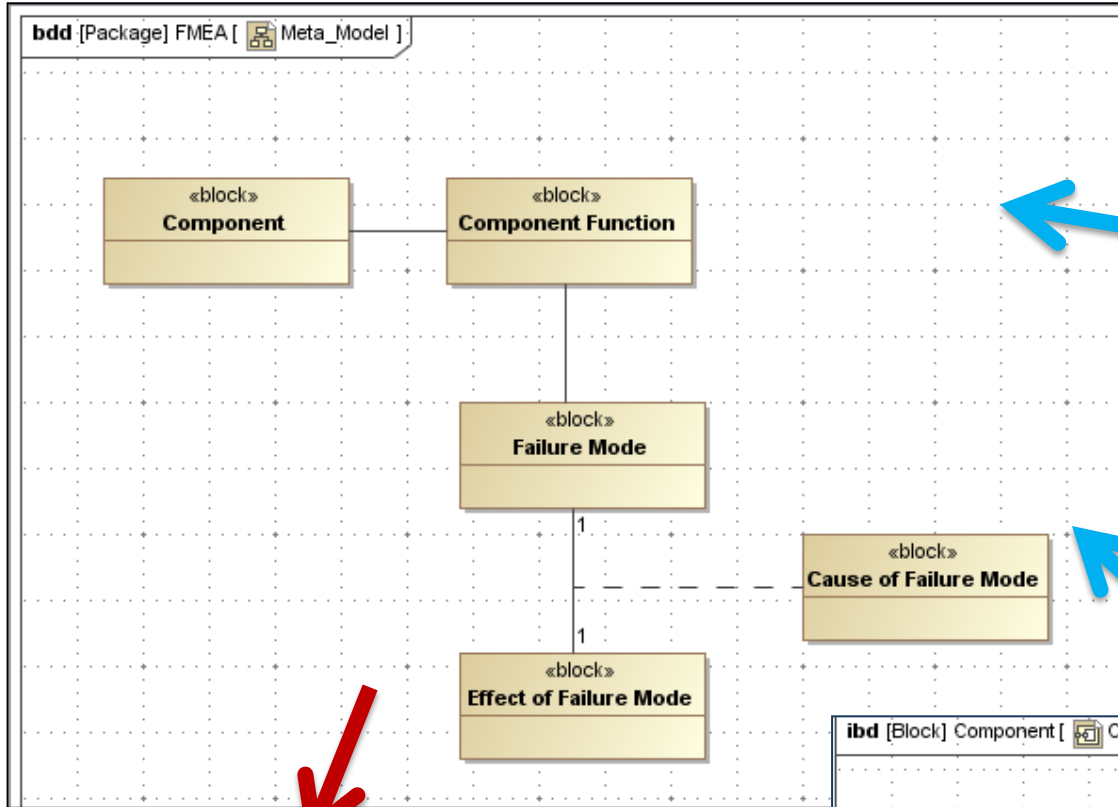 bdd [Package] FMEA [ Meta_Model ]
«block»
Component
«block»
Component Function
«block»
Failure Mode
1
«block»
Cause of Failure Mode
1
«block»
Effect of Failure Mode
ibd [Block] Component [